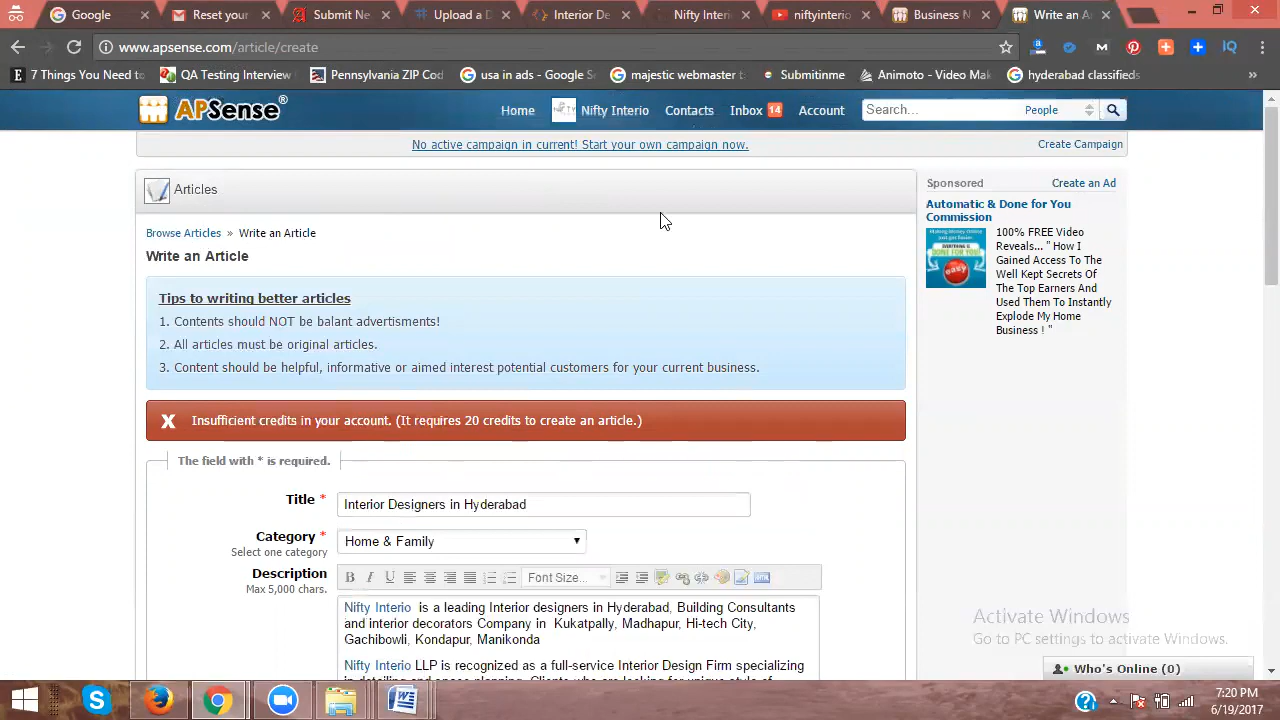 Google
Reset your
Submit Ne
Upload a D
Interior De
Nifty Interi
niftyinterio
Business N
Write an A
www.apsense.com/article/create
7 Things You Need to
QA Testing Interview
Pennsylvania ZIP Cod
usa in ads - Google S
majestic webmaster t
Submitinme
Animoto - Video Mak
hyderabad classifieds
APSense®
Home
Nifty Interio
Contacts
Inbox 14
Account
Search...
People
No active campaign in current! Start your own campaign now.
Create Campaign
Articles
Sponsored
Create an Ad
Automatic & Done for You
Commission
100% FREE Video
Reveals... " How I
Gained Access To The
Well Kept Secrets Of
The Top Earners And
Used Them To Instantly
Explode My Home
Business ! "
Browse Articles » Write an Article
Write an Article
Tips to writing better articles
1. Contents should NOT be balant advertisments!
2. All articles must be original articles.
3. Content should be helpful, informative or aimed interest potential customers for your current business.
X Insufficient credits in your account. (It requires 20 credits to create an article.)
The field with * is required.
Title *
Interior Designers in Hyderabad
Category *
Select one category
Home & Family
Description
Max 5,000 chars.
B I U
Font Size...
Nifty Interio is a leading Interior designers in Hyderabad, Building Consultants
and interior decorators Company in Kukatpally, Madhapur, Hi-tech City,
Gachibowli, Kondapur, Manikonda
Nifty Interio LLP is recognized as a full-service Interior Design Firm specializing
Activate Windows
Go to PC settings to activate Windows.
Who's Online (0)
7:20 PM
6/19/2017